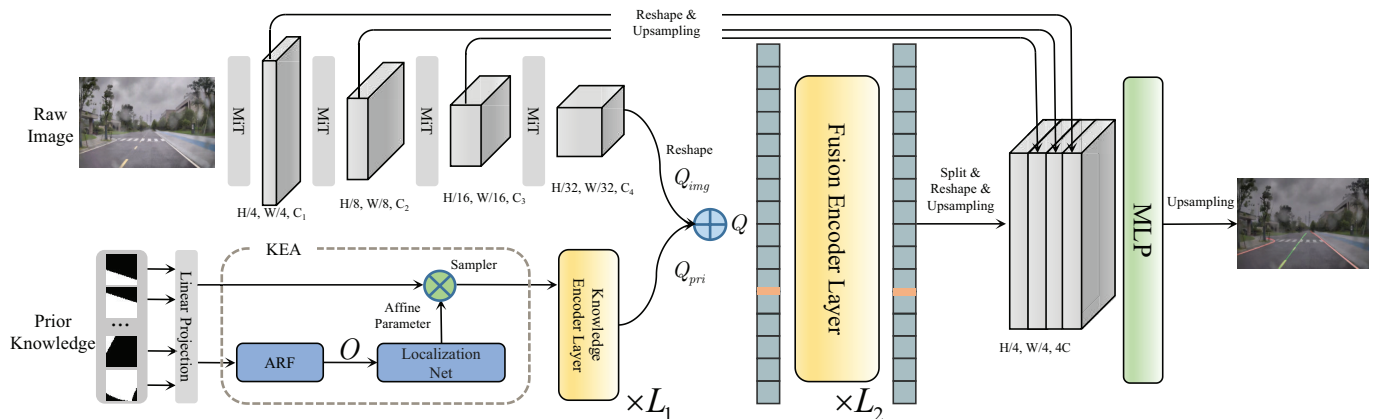 Reshape &
Upsampling
Raw
Image
MiT
MiT
MiT
MiT
H/4, W/4, C₁
H/8, W/8, C₂
H/16, W/16, C₃
H/32, W/32, C₄
Reshape
Q_img
Q
Q_pri
Fusion Encoder Layer
×L₂
Split &
Reshape &
Upsampling
H/4, W/4, 4C
MLP
Upsampling
Prior
Knowledge
...
Linear Projection
KEA
Sampler
Affine
Parameter
ARF
O
Localization
Net
Knowledge
Encoder Layer
×L₁